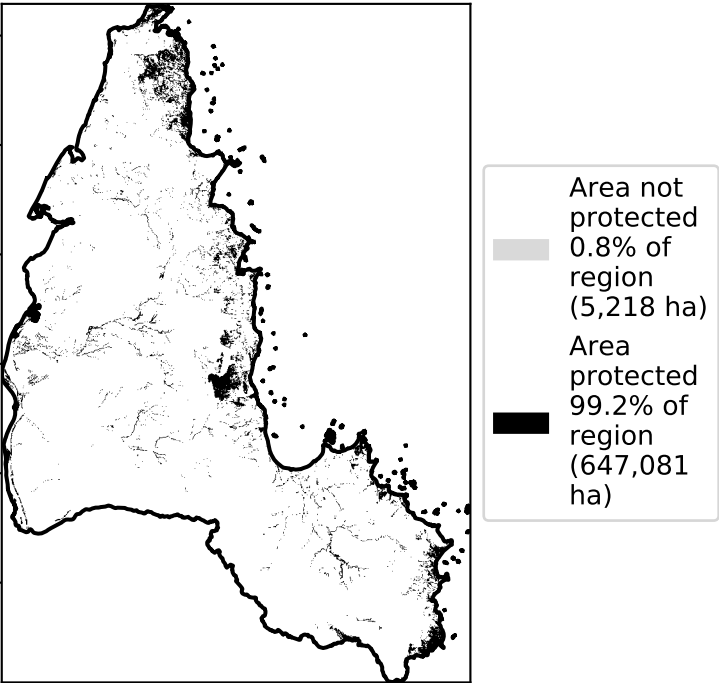 Area not
protected
0.8% of
region
(5,218 ha)
Area
protected
99.2% of
region
(647,081
ha)